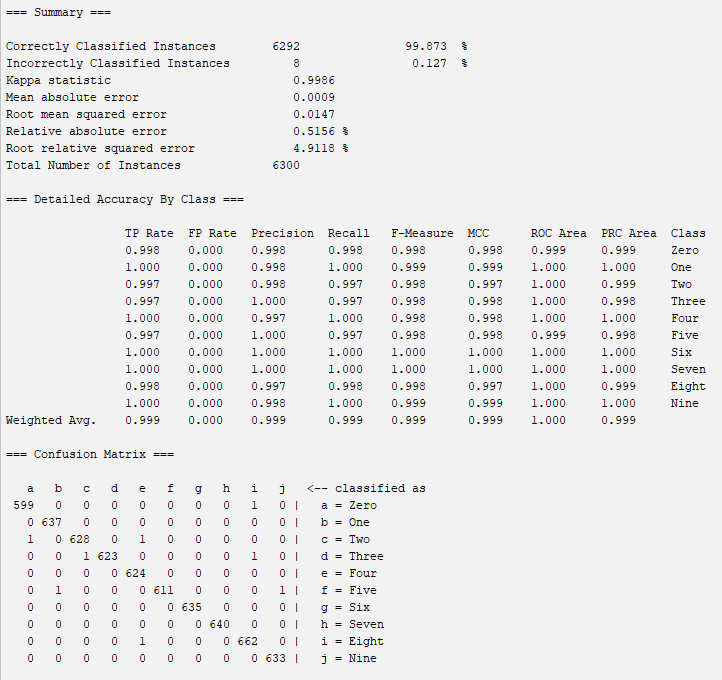 === Summary ===
Correctly Classified Instances 6292 99.873 %
Incorrectly Classified Instances 8 0.127 %
Kappa statistic 0.9986
Mean absolute error 0.0009
Root mean squared error 0.0147
Relative absolute error 0.5156 %
Root relative squared error 4.9118 %
Total Number of Instances 6300
=== Detailed Accuracy By Class ===
TP Rate FP Rate Precision Recall F-Measure MCC ROC Area PRC Area Class
0.998 0.000 0.998 0.998 0.998 0.998 0.999 0.999 Zero
1.000 0.000 0.998 1.000 0.999 0.999 1.000 1.000 One
0.997 0.000 0.998 0.997 0.998 0.997 1.000 0.999 Two
0.997 0.000 1.000 0.997 0.998 0.998 1.000 0.998 Three
1.000 0.000 0.997 1.000 0.998 0.998 1.000 1.000 Four
0.997 0.000 1.000 0.997 0.998 0.998 0.999 0.998 Five
1.000 0.000 1.000 1.000 1.000 1.000 1.000 1.000 Six
1.000 0.000 1.000 1.000 1.000 1.000 1.000 1.000 Seven
0.998 0.000 0.997 0.998 0.998 0.997 1.000 0.999 Eight
1.000 0.000 0.998 1.000 0.999 0.999 1.000 1.000 Nine
Weighted Avg. 0.999 0.000 0.999 0.999 0.999 0.999 1.000 0.999
=== Confusion Matrix ===
a b c d e f g h i j <-- classified as
599 0 0 0 0 0 0 0 1 0 | a = Zero
0 637 0 0 0 0 0 0 0 0 | b = One
1 0 628 0 1 0 0 0 0 0 | c = Two
0 0 1 623 0 0 0 0 1 0 | d = Three
0 0 0 0 624 0 0 0 0 0 | e = Four
0 1 0 0 0 611 0 0 0 1 | f = Five
0 0 0 0 0 0 635 0 0 0 | g = Six
0 0 0 0 0 0 0 640 0 0 | h = Seven
0 0 0 0 1 0 0 0 662 0 | i = Eight
0 0 0 0 0 0 0 0 0 633 | j = Nine